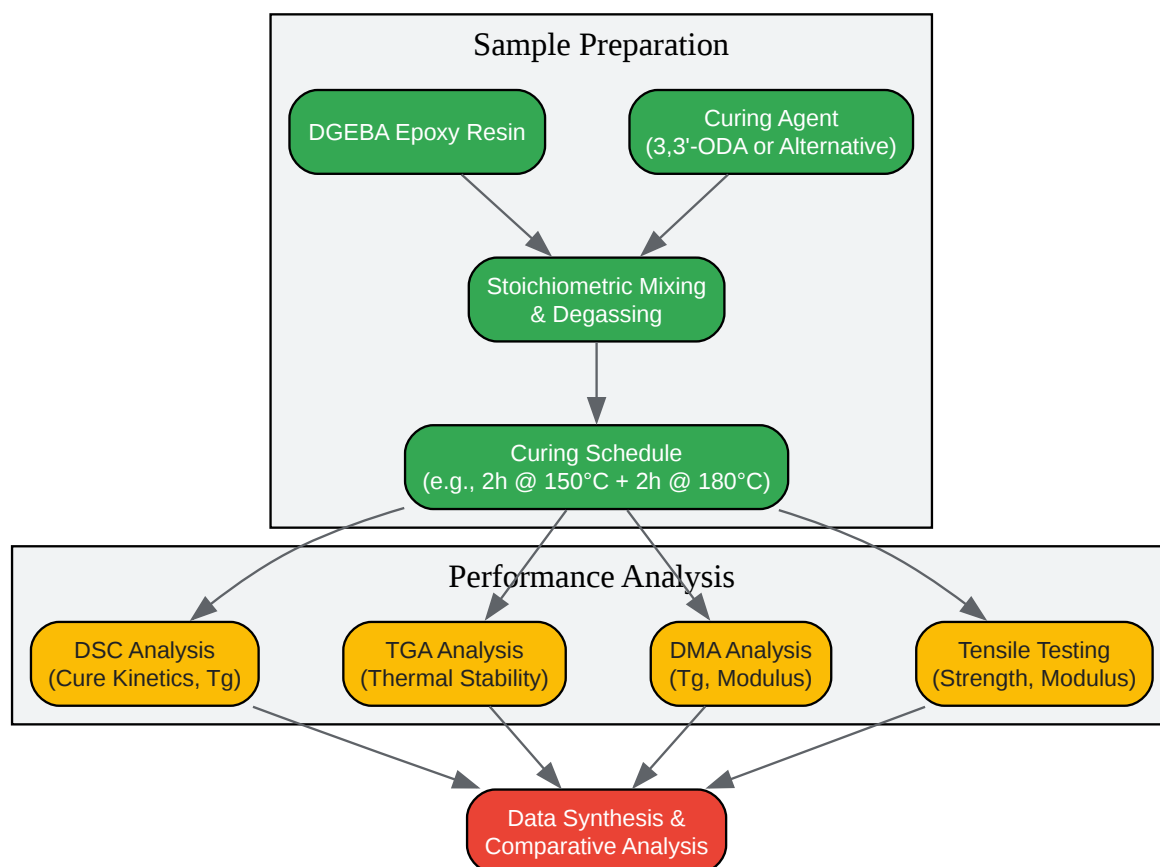 Sample Preparation
DGEBA Epoxy Resin
Curing Agent
(3,3'-ODA or Alternative)
Stoichiometric Mixing
& Degassing
Curing Schedule
(e.g., 2h @ 150°C + 2h @ 180°C)
Performance Analysis
DSC Analysis
(Cure Kinetics, Tg)
TGA Analysis
(Thermal Stability)
DMA Analysis
(Tg, Modulus)
Tensile Testing
(Strength, Modulus)
Data Synthesis &
Comparative Analysis